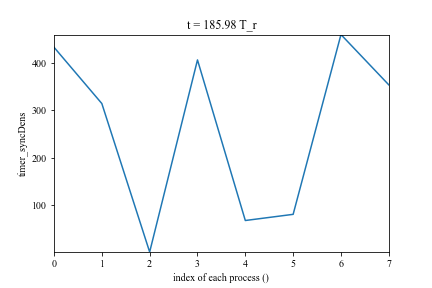 t = 185.98 T_r
400
300
200
100
timer_syncDens
0 1 2 3 4 5 6 7
index of each process ()